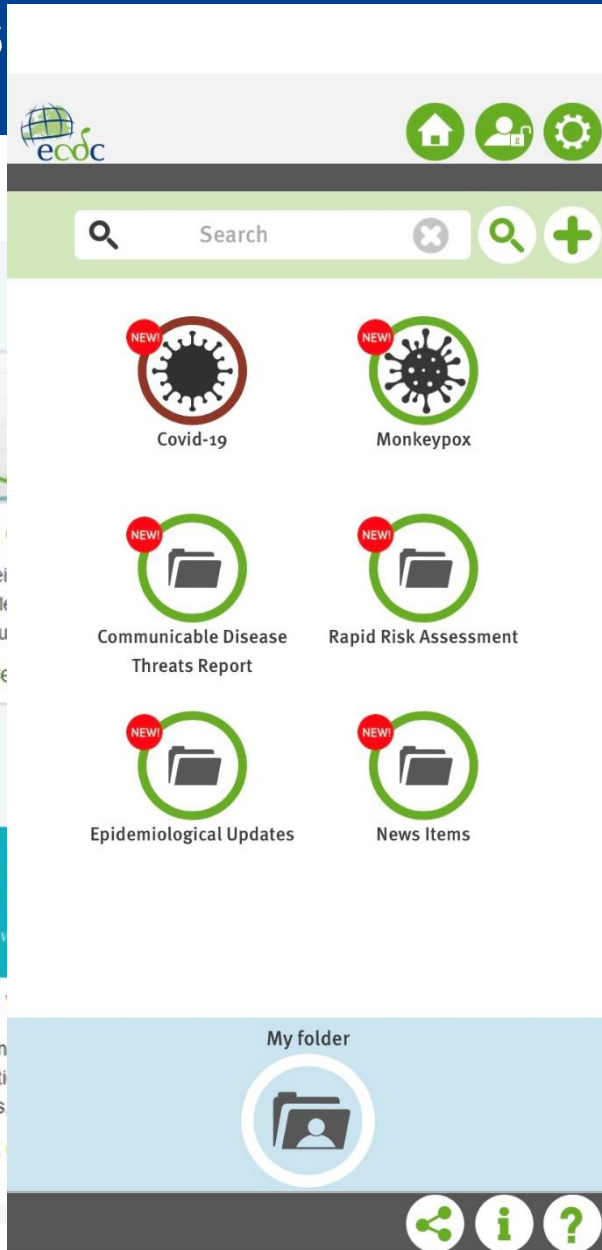 ecdc
Search
NEW!
NEW!
Covid-19
Monkeypox
NEW!
NEW!
Communicable Disease
Threats Report
Rapid Risk Assessment
NEW!
NEW!
Epidemiological Updates
News Items
My folder
i
?